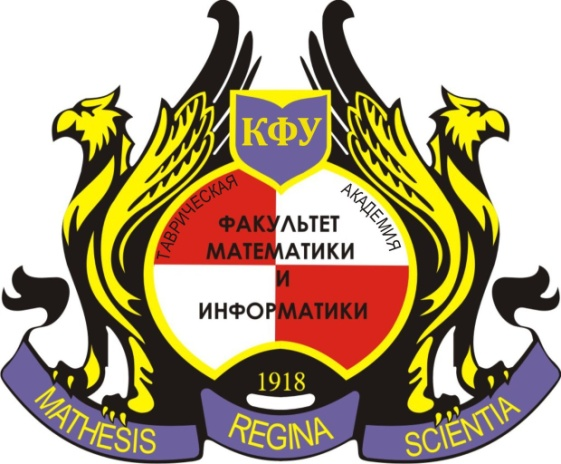 КФУ
ТАВРИЧЕСКАЯ АКАДЕМИЯ
ФАКУЛЬТЕТ
МАТЕМАТИКИ
И
ИНФОРМАТИКИ
1918
MATHESIS REGINA SCIENTIA